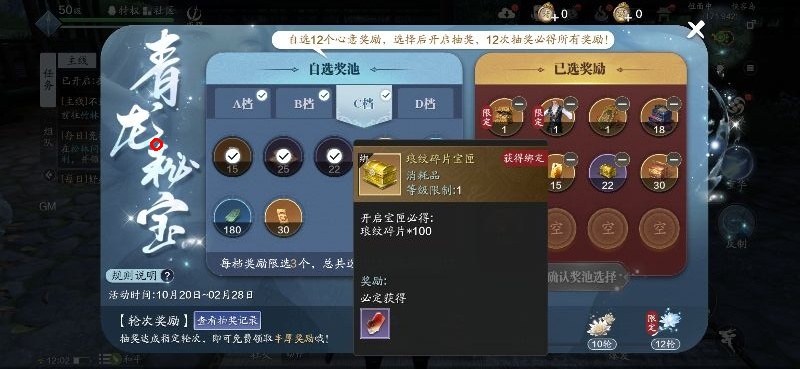 50级
特权
社区
+0
+0
自选12个心意奖励，选择后开启抽奖，12次抽奖必得所有奖励！
青龙秘宝
自选奖池
已选奖励
A档
B档
C档
D档
15
25
22
180
30
限定
1
限定
1
1
18
15
22
30
空
空
空
绑
琅纹碎片宝匣
获得绑定
消耗品
等级限制:1
开启宝匣必得:
琅纹碎片*100
奖励:
必定获得
每档奖励限选3个，总共选
确认奖池选择
规则说明
?
活动时间:10月20日~02月28日
【轮次奖励】
查看抽奖记录
抽奖达成指定轮次，即可免费领取丰厚奖励哦!
10轮
限定
12轮
主线
任务
组队
GM
12:02